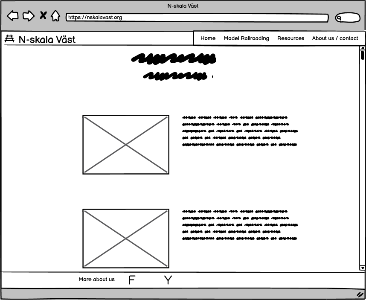 N-skala Väst
https://nskalavast.org
N-skala Väst
Home Model Railroading Resources About us / contact
More about us F Y